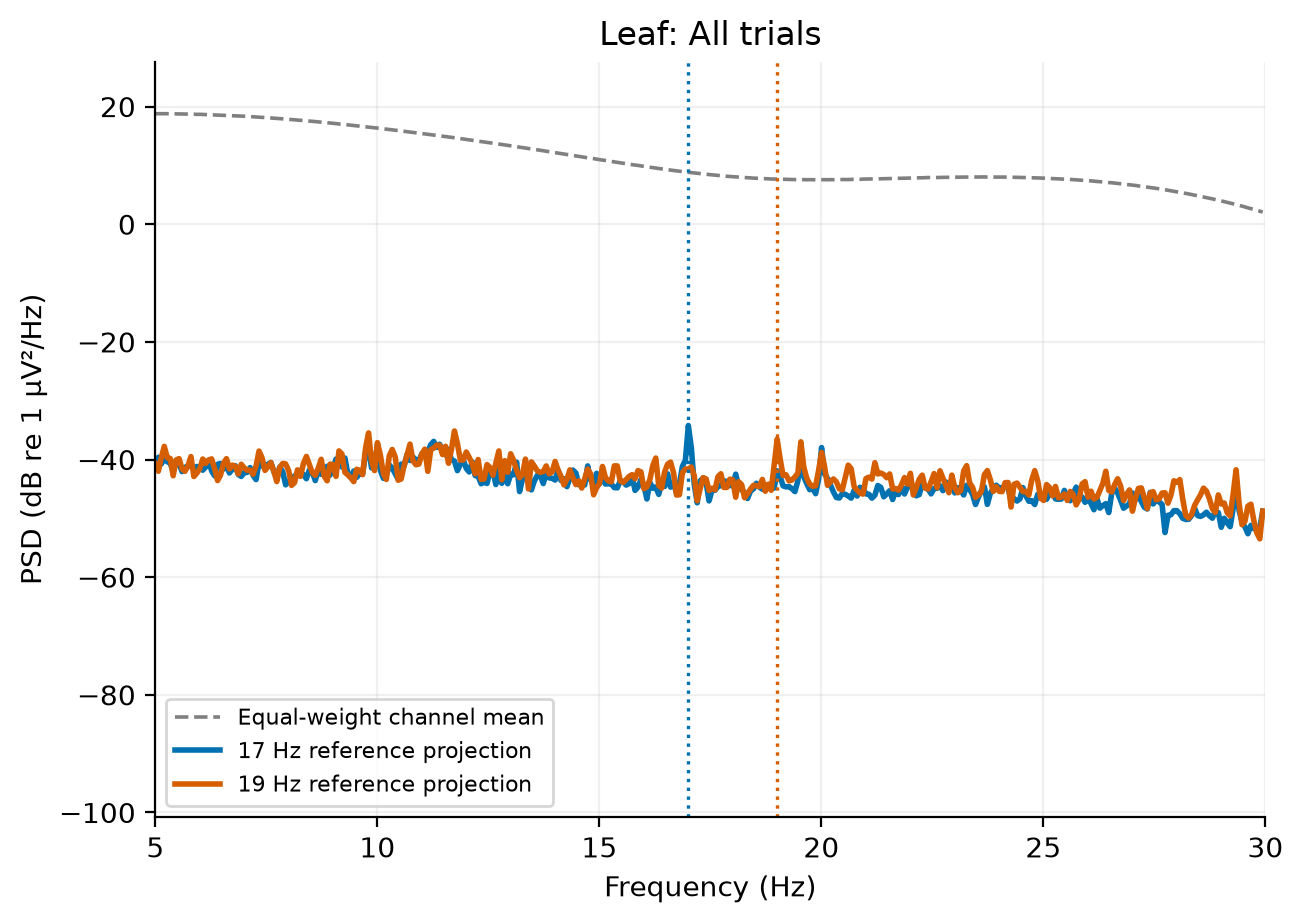 Leaf: All trials
PSD (dB re 1 µV²/Hz)
20
0
−20
−40
−60
−80
−100
Equal-weight channel mean
17 Hz reference projection
19 Hz reference projection
5 10 15 20 25 30
Frequency (Hz)